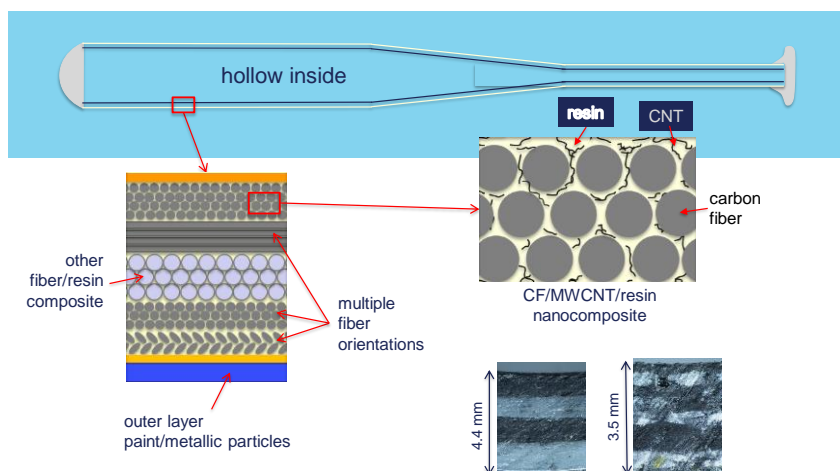 hollow inside
resin
CNT
carbon
fiber
other
fiber/resin
composite
multiple
fiber
orientations
CF/MWCNT/resin
nanocomposite
outer layer
paint/metallic particles
4.4 mm
3.5 mm